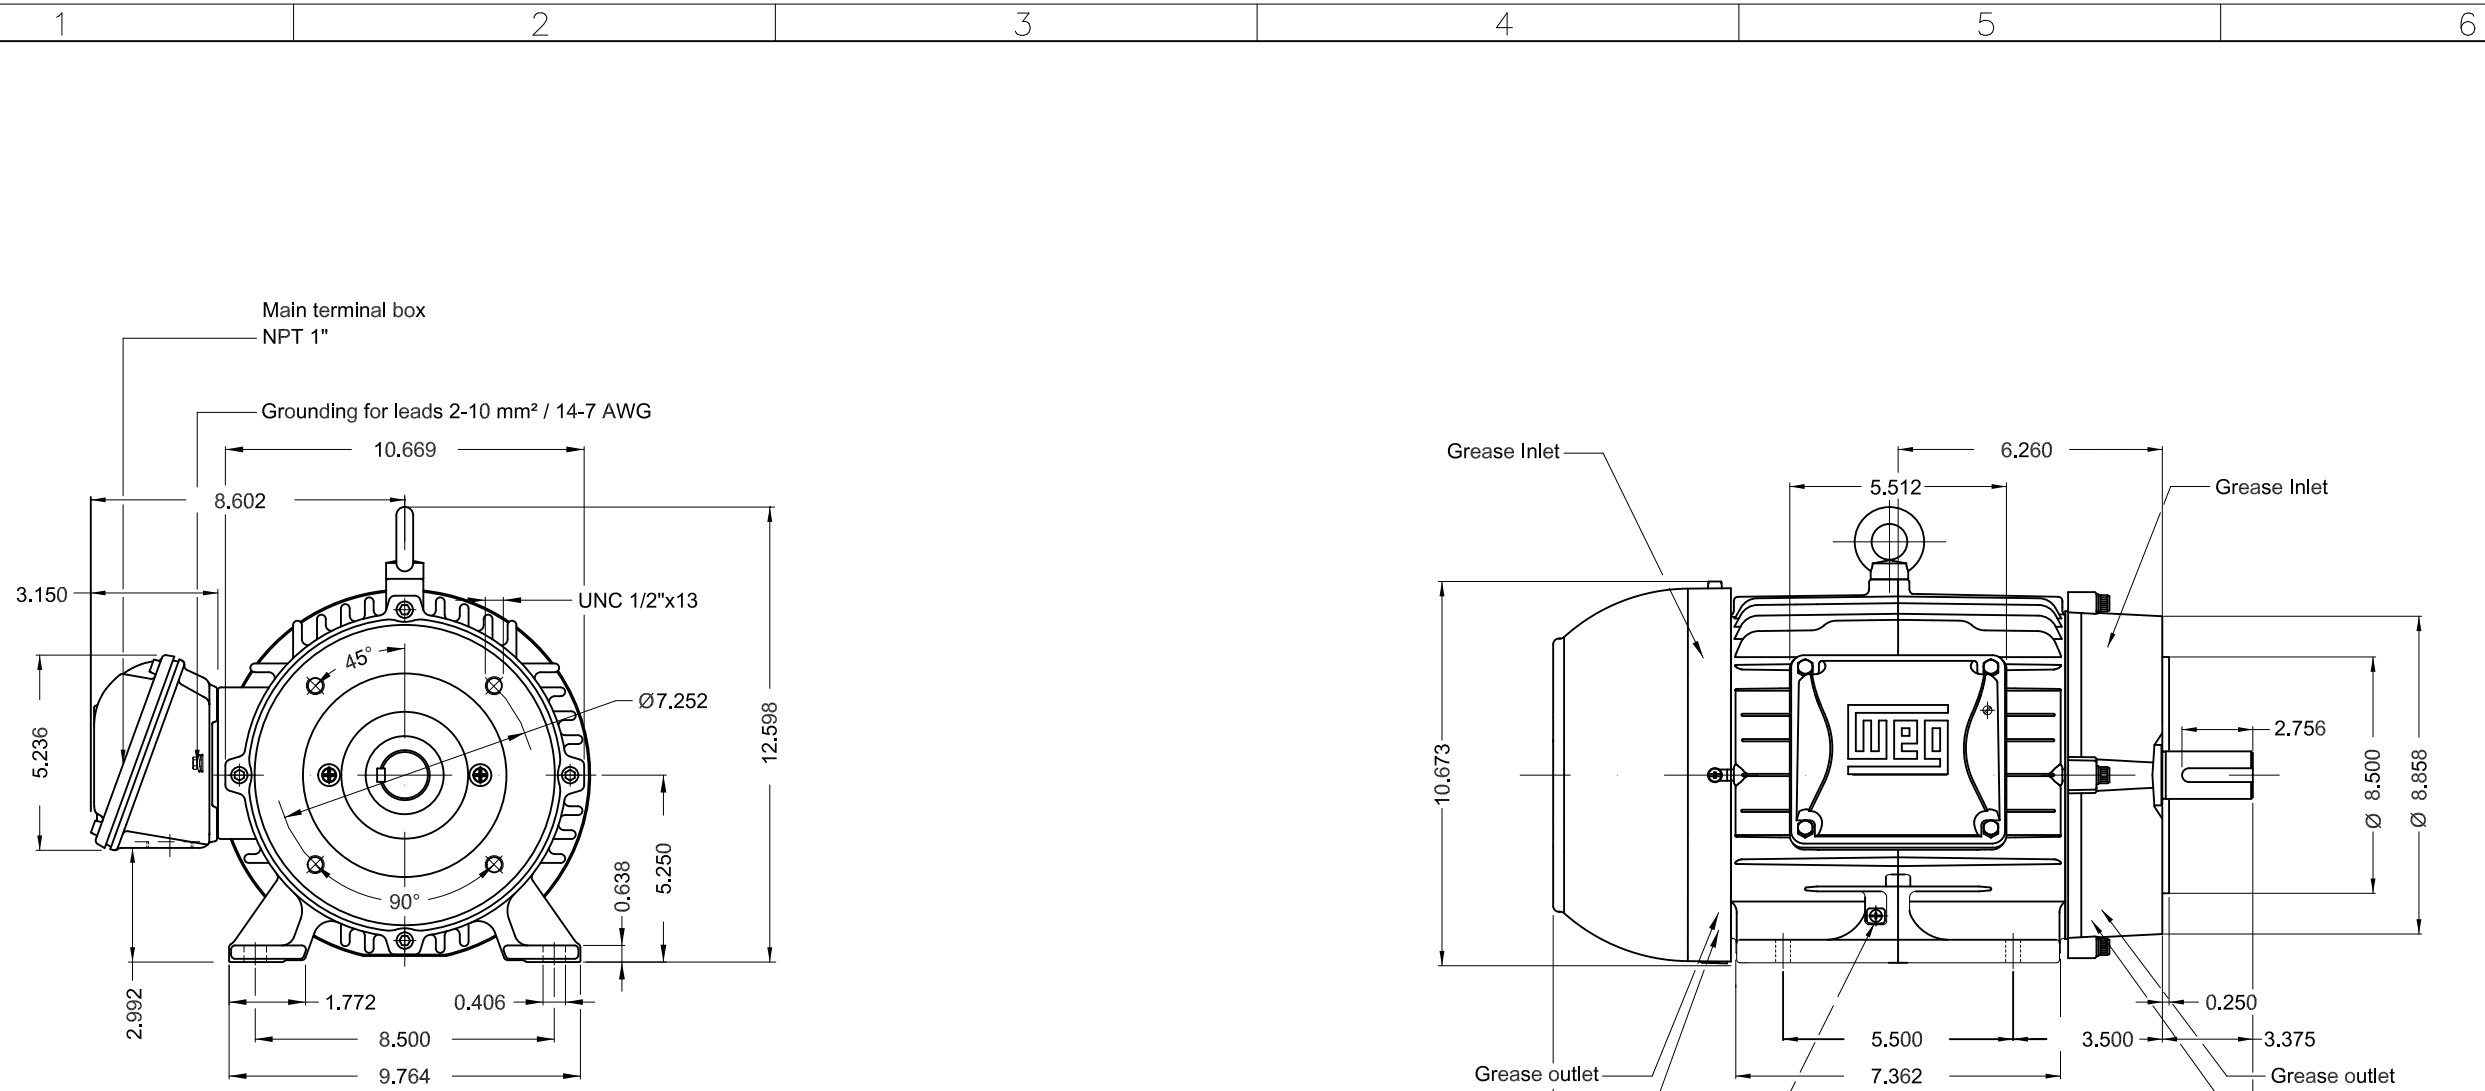 1 2 3 4 5 6
Main terminal box
NPT 1"
Grounding for leads 2-10 mm² / 14-7 AWG
10.669
8.602
3.150
UNC 1/2"x13
45°
Ø7.252
12.598
5.236
5.250
0.638
90°
2.992
1.772
0.406
8.500
9.764
Grease Inlet
6.260
5.512
Grease Inlet
10.673
weg
2.756
Ø 8.500
Ø 8.858
0.250
5.500
3.500
3.375
Grease outlet
7.362
Grease outlet